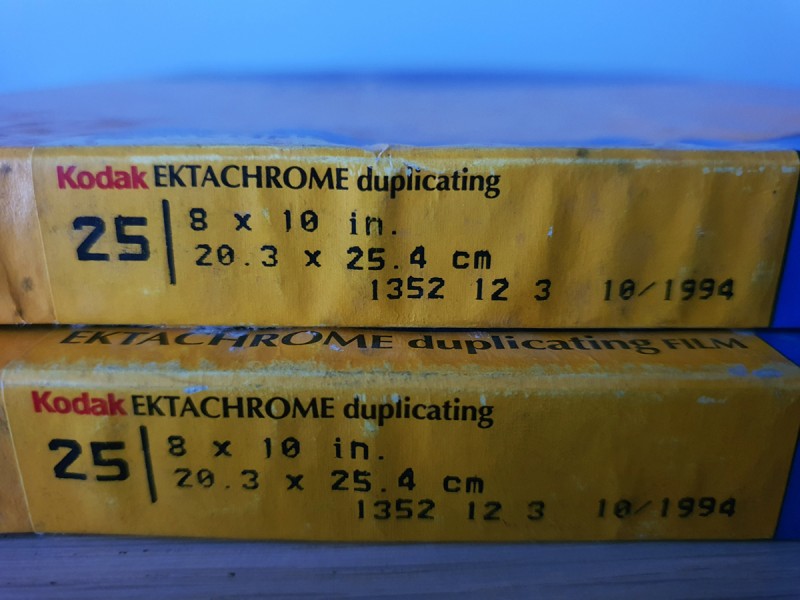 Kodak EKTACHROME duplicating
25
8 x 10 in.
20.3 x 25.4 cm
1352 12 3 10/1994
EKTACHROME duplicating FILM
Kodak EKTACHROME duplicating
25
8 x 10 in.
20.3 x 25.4 cm
1352 12 3 10/1994